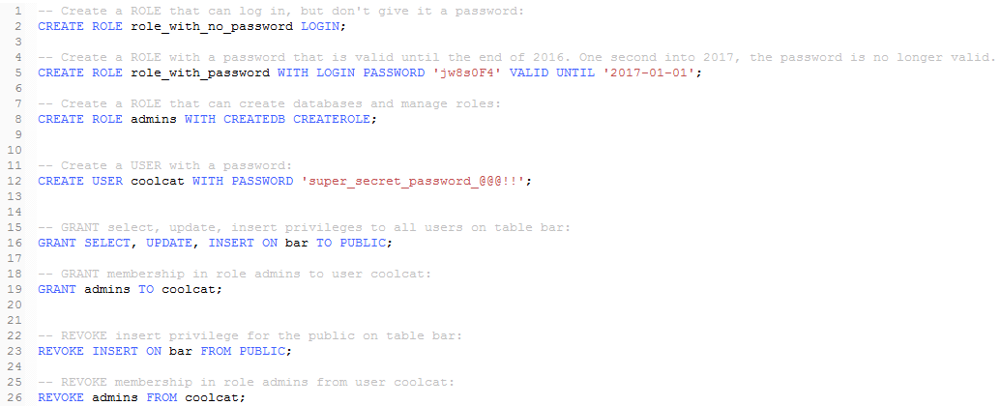 1 -- Create a ROLE that can log in, but don't give it a password:
2 CREATE ROLE role_with_no_password LOGIN;
3
4 -- Create a ROLE with a password that is valid until the end of 2016. One second into 2017, the password is no longer valid.
5 CREATE ROLE role_with_password WITH LOGIN PASSWORD 'jw8s0F4' VALID UNTIL '2017-01-01';
6
7 -- Create a ROLE that can create databases and manage roles:
8 CREATE ROLE admins WITH CREATEDB CREATEROLE;
9
10
11 -- Create a USER with a password:
12 CREATE USER coolcat WITH PASSWORD 'super_secret_password_@@@!!';
13
14
15 -- GRANT select, update, insert privileges to all users on table bar:
16 GRANT SELECT, UPDATE, INSERT ON bar TO PUBLIC;
17
18 -- GRANT membership in role admins to user coolcat:
19 GRANT admins TO coolcat;
20
21
22 -- REVOKE insert privilege for the public on table bar:
23 REVOKE INSERT ON bar FROM PUBLIC;
24
25 -- REVOKE membership in role admins from user coolcat:
26 REVOKE admins FROM coolcat;